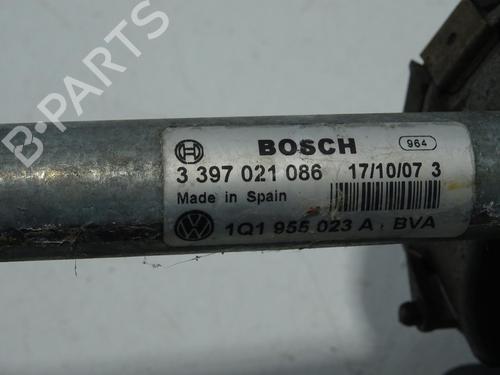 B-PARTS
BOSCH 964
3 397 021 086 17/10/07 3
Made in Spain
1Q1 955 023 A . BVA